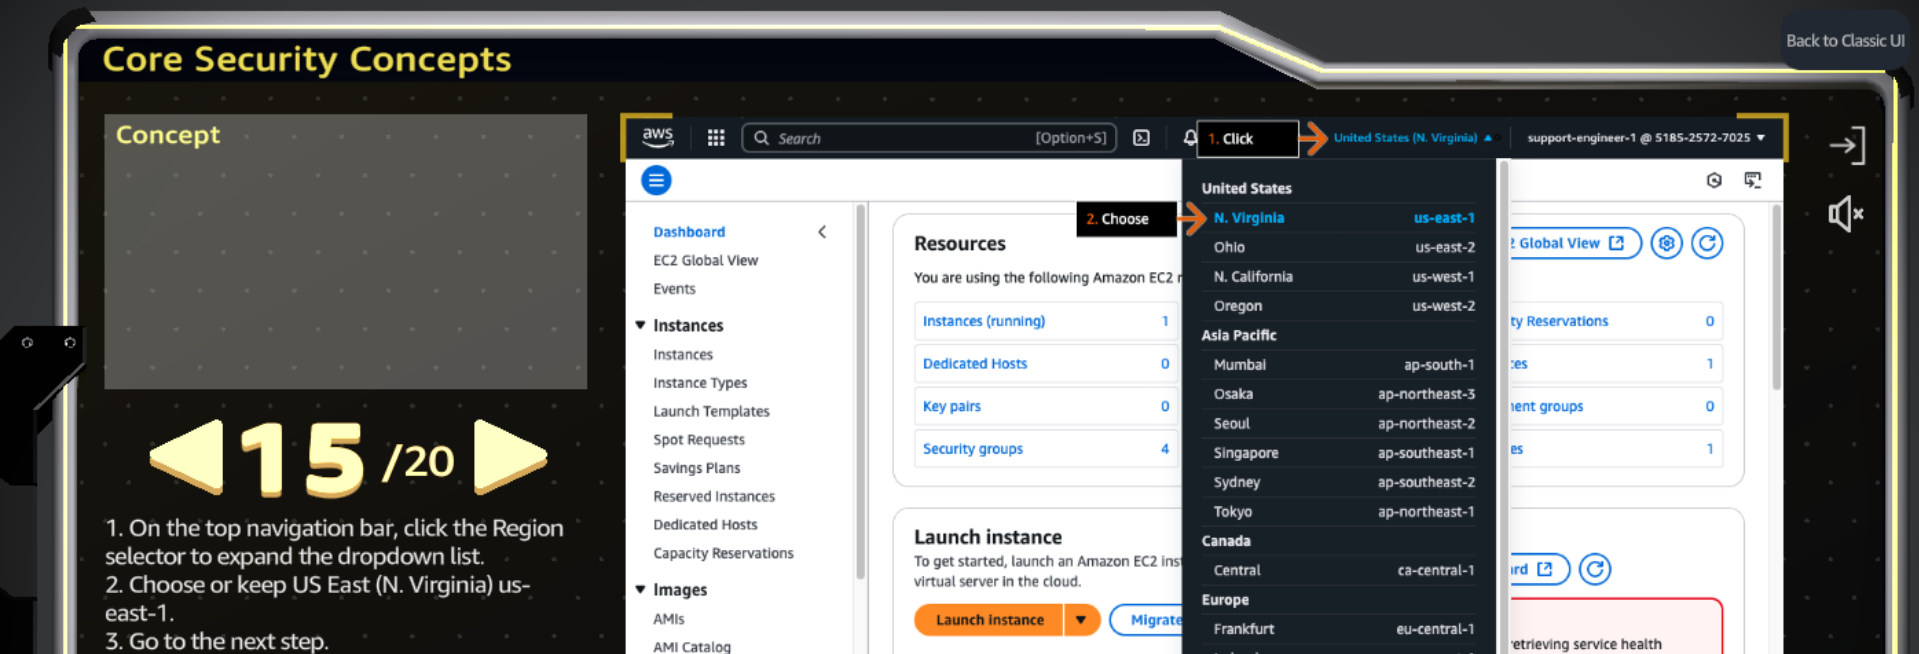 Back to Classic UI
Core Security Concepts
Concept
15 /20
1. On the top navigation bar, click the Region
selector to expand the dropdown list.
2. Choose or keep US East (N. Virginia) us-
east-1.
3. Go to the next step.
aws
Search [Option+S]
1. Click
United States (N. Virginia)
support-engineer-1 @ 5185-2572-7025
2. Choose
Dashboard
EC2 Global View
Events
Instances
Instances
Instance Types
Launch Templates
Spot Requests
Savings Plans
Reserved Instances
Dedicated Hosts
Capacity Reservations
Images
AMIs
AMI Catalog
Resources
You are using the following Amazon EC2
Instances (running) 1
Dedicated Hosts 0
Key pairs 0
Security groups 4
Launch instance
To get started, launch an Amazon EC2
virtual server in the cloud.
Launch instance
Migrate
United States
N. Virginia us-east-1
Ohio us-east-2
N. California us-west-1
Oregon us-west-2
Asia Pacific
Mumbai ap-south-1
Osaka ap-northeast-3
Seoul ap-northeast-2
Singapore ap-southeast-1
Sydney ap-southeast-2
Tokyo ap-northeast-1
Canada
Central ca-central-1
Europe
Frankfurt eu-central-1
Global View
Reservations 0
1
groups 0
1
retrieving service health